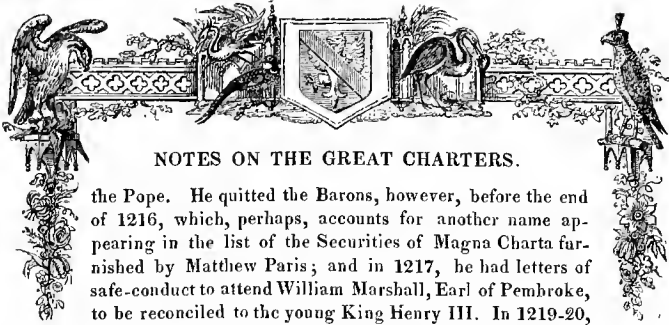 NOTES ON THE GREAT CHARTERS.
the Pope. He quitted the Barons, however, before the end
of 1216, which, perhaps, accounts for another name ap-
pearing in the list of the Securities of Magna Charta fur-
nished by Matthew Paris; and in 1217, he had letters of
safe-conduct to attend William Marshall, Earl of Pembroke,
to be reconciled to the young King Henry III. In 1219-20,